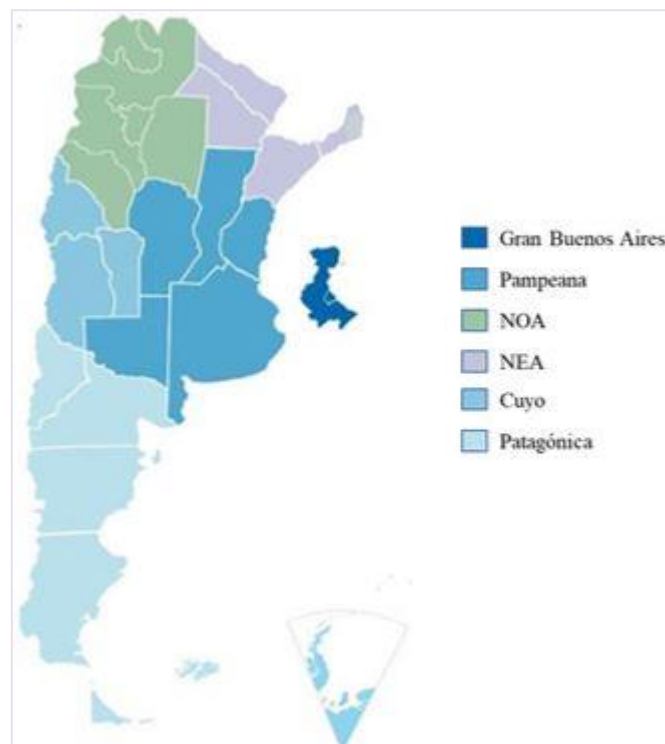 Gran Buenos Aires
Pampeana
NOA
NEA
Cuyo
Patagónica